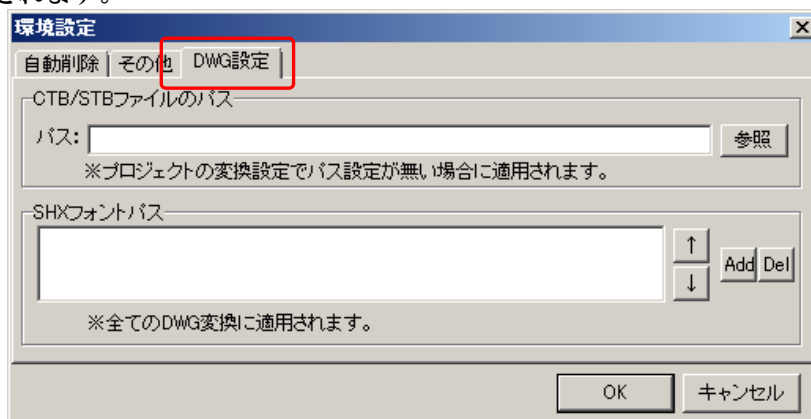 されます。
環境設定
自動削除 その他 DWG設定
CTB/STBファイルのパス
パス: 参照
※プロジェクトの変換設定でパス設定が無い場合に適用されます。
SHXフォントパス
↑
Add Del
↓
※全てのDWG変換に適用されます。
OK キャンセル